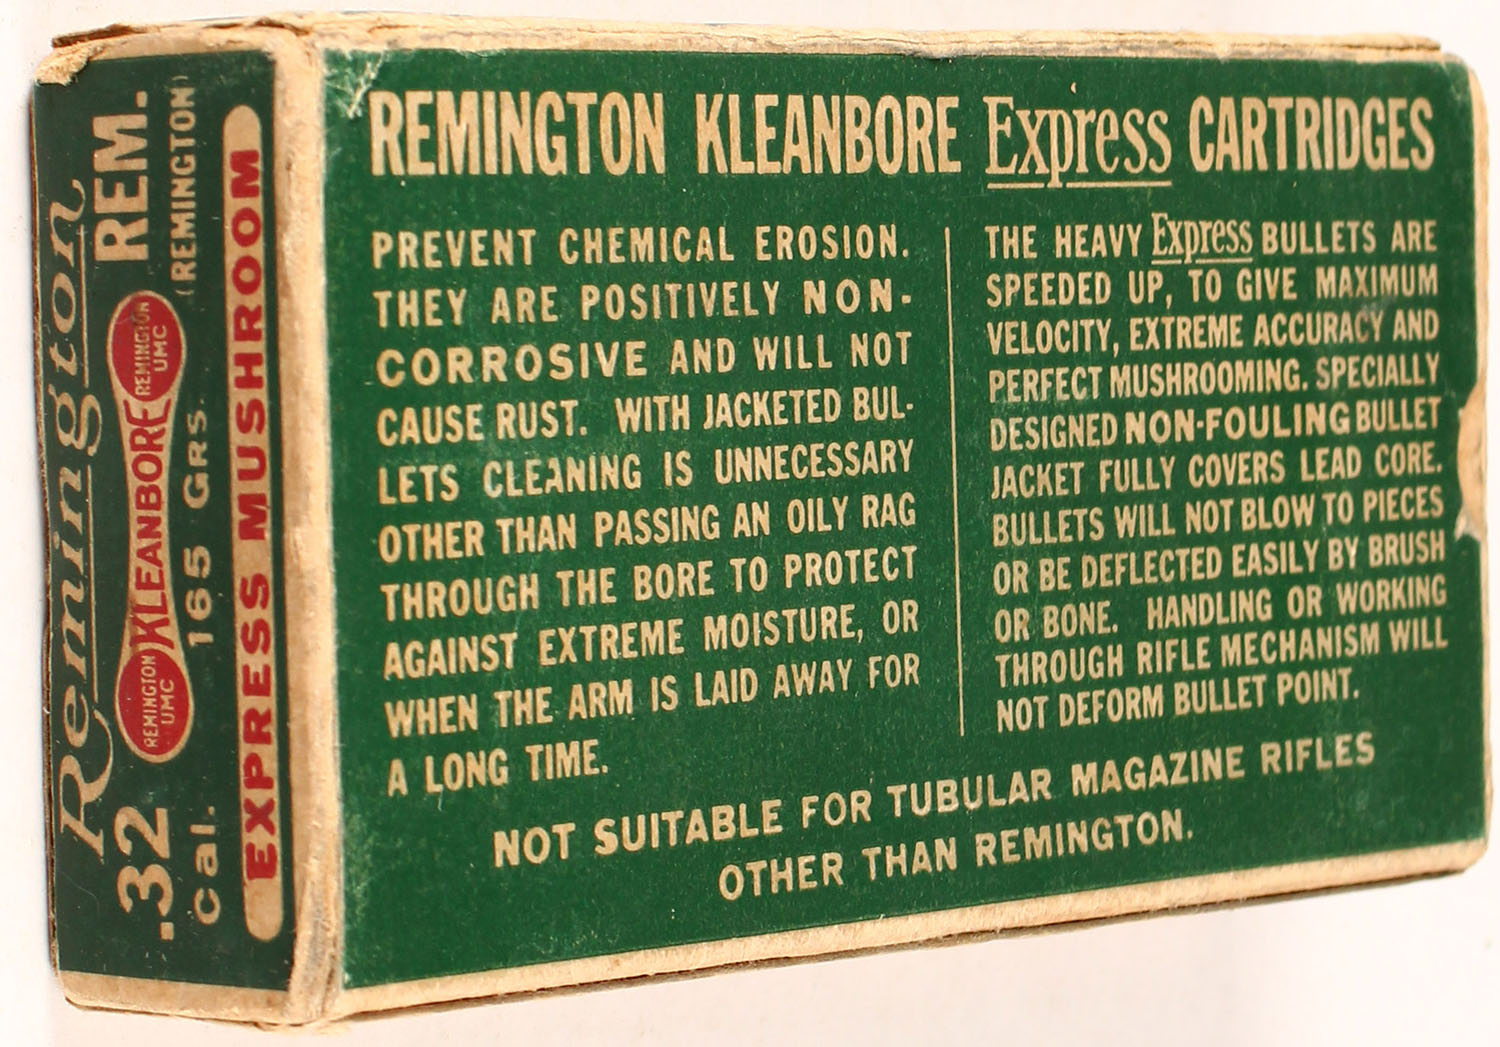 Remington
.32 REM.
REMINGTON
UMC
KLEANBORE
REMINGTON
UMC
Cal. 165 GRS. (REMINGTON)
EXPRESS MUSHROOM
REMINGTON KLEANBORE Express CARTRIDGES
PREVENT CHEMICAL EROSION.
THEY ARE POSITIVELY NON-
CORROSIVE AND WILL NOT
CAUSE RUST. WITH JACKETED BUL-
LETS CLEANING IS UNNECESSARY
OTHER THAN PASSING AN OILY RAG
THROUGH THE BORE TO PROTECT
AGAINST EXTREME MOISTURE, OR
WHEN THE ARM IS LAID AWAY FOR
A LONG TIME.
THE HEAVY Express BULLETS ARE
SPEEDED UP, TO GIVE MAXIMUM
VELOCITY, EXTREME ACCURACY AND
PERFECT MUSHROOMING. SPECIALLY
DESIGNED NON-FOULING BULLET
JACKET FULLY COVERS LEAD CORE.
BULLETS WILL NOT BLOW TO PIECES
OR BE DEFLECTED EASILY BY BRUSH
OR BONE. HANDLING OR WORKING
THROUGH RIFLE MECHANISM WILL
NOT DEFORM BULLET POINT.
NOT SUITABLE FOR TUBULAR MAGAZINE RIFLES
OTHER THAN REMINGTON.